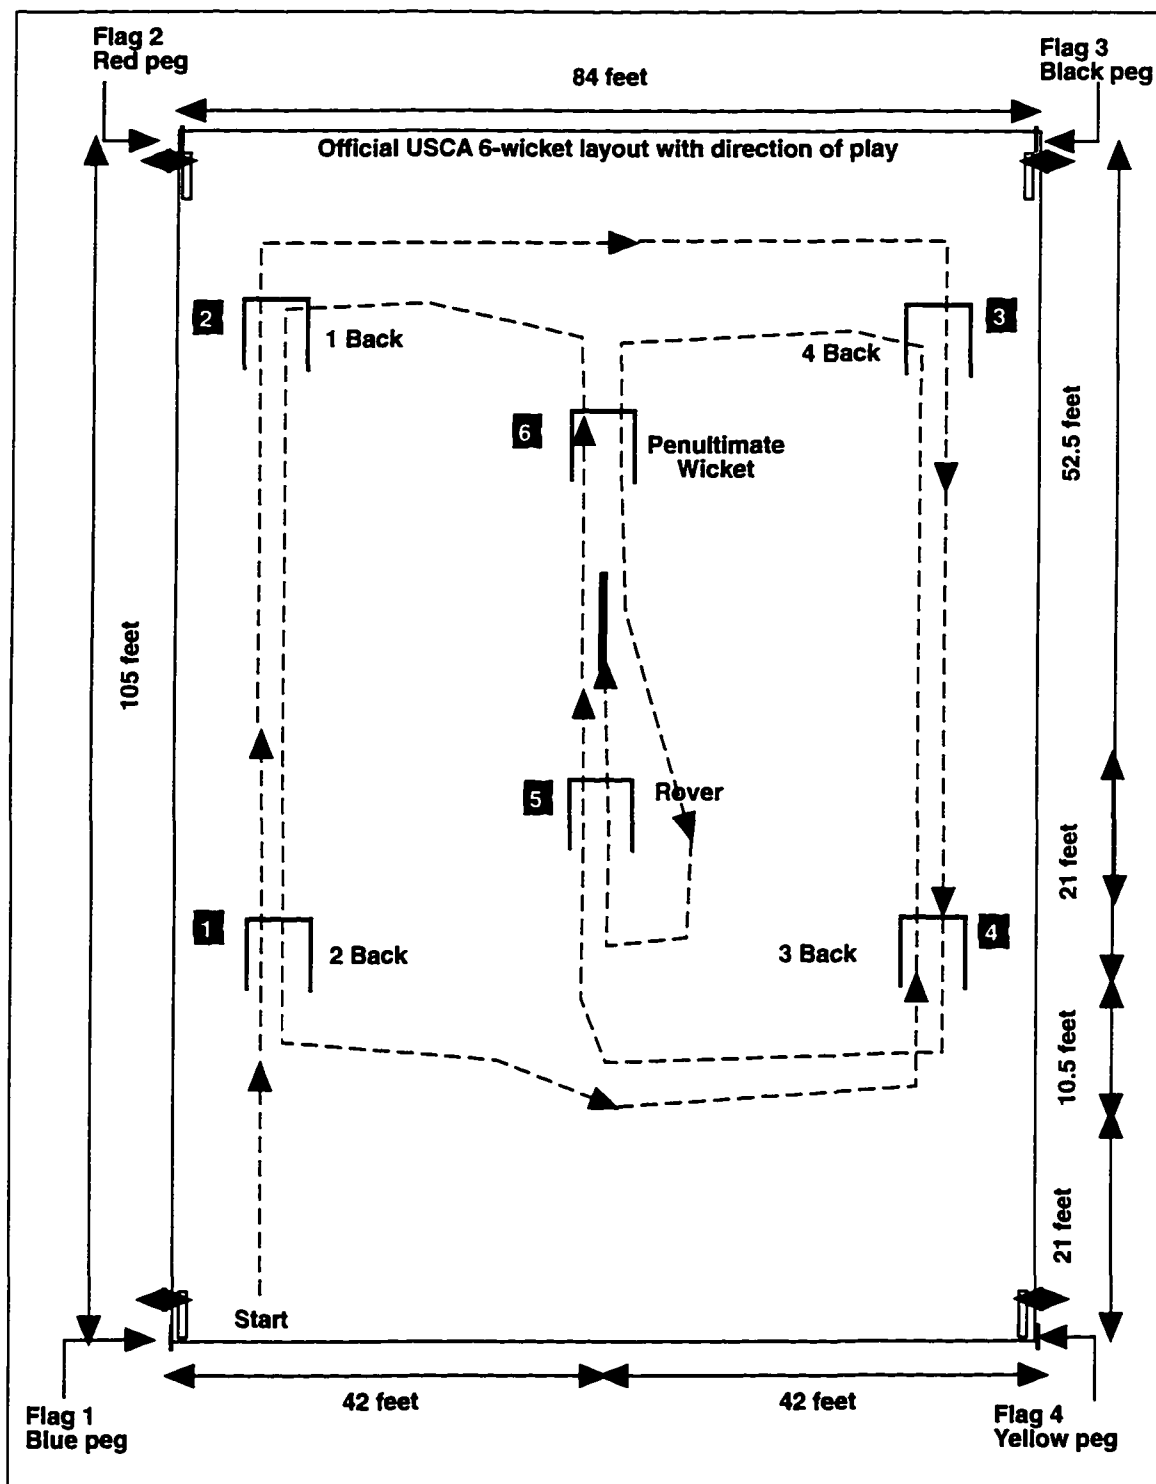 Flag 2
Red peg
Flag 3
Black peg
84 feet
Official USCA 6-wicket layout with direction of play
2
1 Back
3
4 Back
6
Penultimate
Wicket
52.5 feet
105 feet
5
Rover
21 feet
1
2 Back
3 Back
4
10.5 feet
21 feet
Start
42 feet
42 feet
Flag 1
Blue peg
Flag 4
Yellow peg